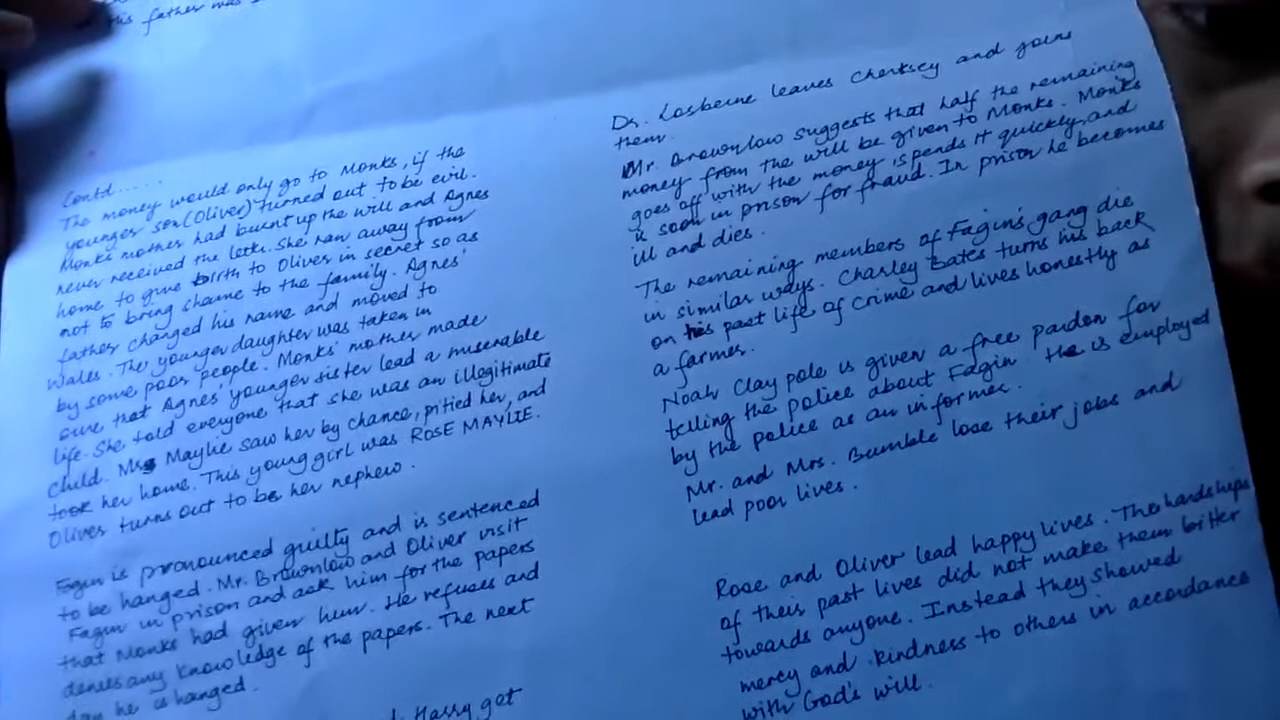 his father was
Contd.....
The money would only go to Monks, if the
younger son (Oliver) turned out to be evil.
Monks mother had burnt up the will and Agnes
never received the lette. She ran away from
home to give birth to Oliver in secret so as
not to bring shame to the family. Agnes'
father changed his name and moved to
Wales. The younger daughter was taken in
by some poor people. Monks' mother made
sure that Agnes' younger sister lead a miserable
life. She told everyone that she was an illegitimate
child. Mrs Maylie saw her by chance, pitied her, and
took her home. This young girl was ROSE MAYLIE.
Olives turns out to be her nephew.
Fagin is pronounced guilty and is sentenced
to be hanged. Mr. Brownlow and Oliver visit
Fagin in prison and ask him for the papers
that Monks had given him. He refuses and
denies any knowledge of the papers. The next
day he is hanged.
Harry get
Dr. Losberne leaves Chertsey and joins
them.
Mr. Brownlow suggests that half the remaining
money from the will be given to Monks. Monks
goes off with the money, spends it quickly, and
is soon in prison for fraud. In prison he becomes
ill and dies.
The remaining members of Fagin's gang die
in similar ways. Charley Bates turns his back
on his past life of crime and lives honestly as
a farmer.
Noah Claypole is given a free pardon for
telling the police about Fagin. He is employed
by the police as an informer.
Mr. and Mrs. Bumble lose their jobs and
lead poor lives.
Rose and Oliver lead happy lives. The hardships
of their past lives did not make them bitter
towards anyone. Instead they showed
mercy and kindness to others in accordance
with God's will.